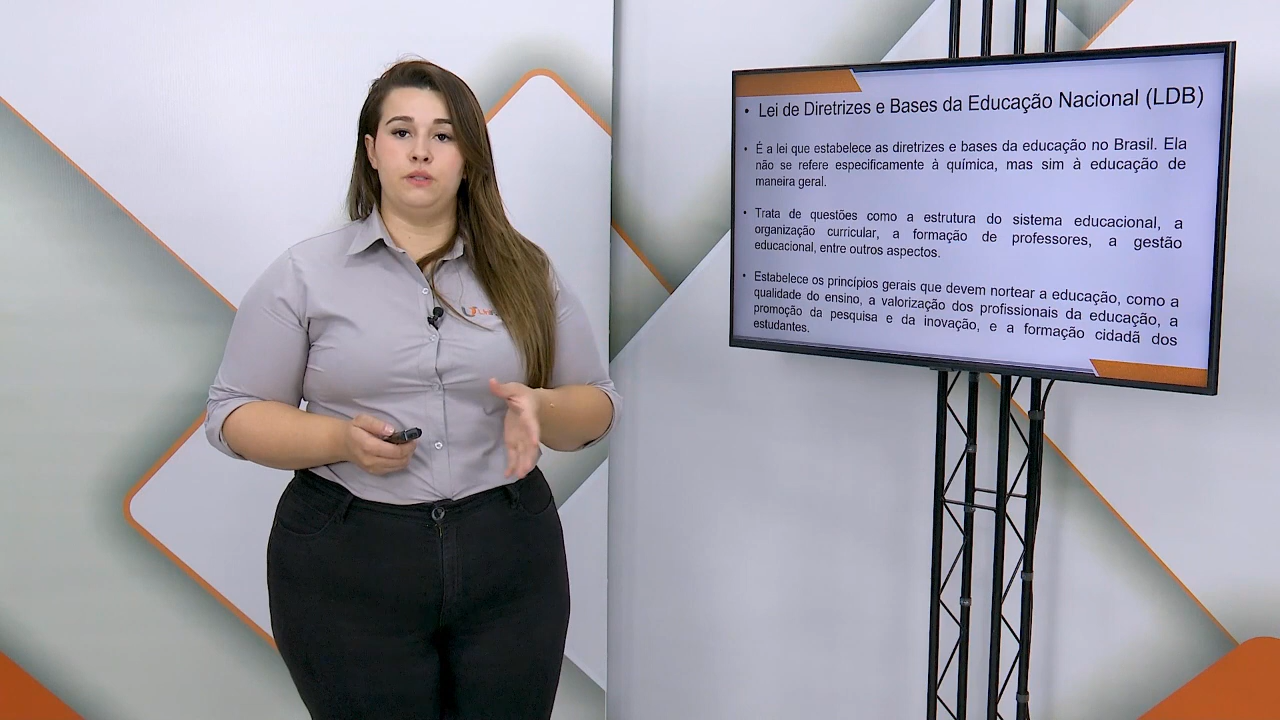 • Lei de Diretrizes e Bases da Educação Nacional (LDB)
• É a lei que estabelece as diretrizes e bases da educação no Brasil. Ela
não se refere especificamente à química, mas sim à educação de
maneira geral.
• Trata de questões como a estrutura do sistema educacional, a
organização curricular, a formação de professores, a gestão
educacional, entre outros aspectos.
• Estabelece os princípios gerais que devem nortear a educação, como a
qualidade do ensino, a valorização dos profissionais da educação, a
promoção da pesquisa e da inovação, e a formação cidadã dos
estudantes.